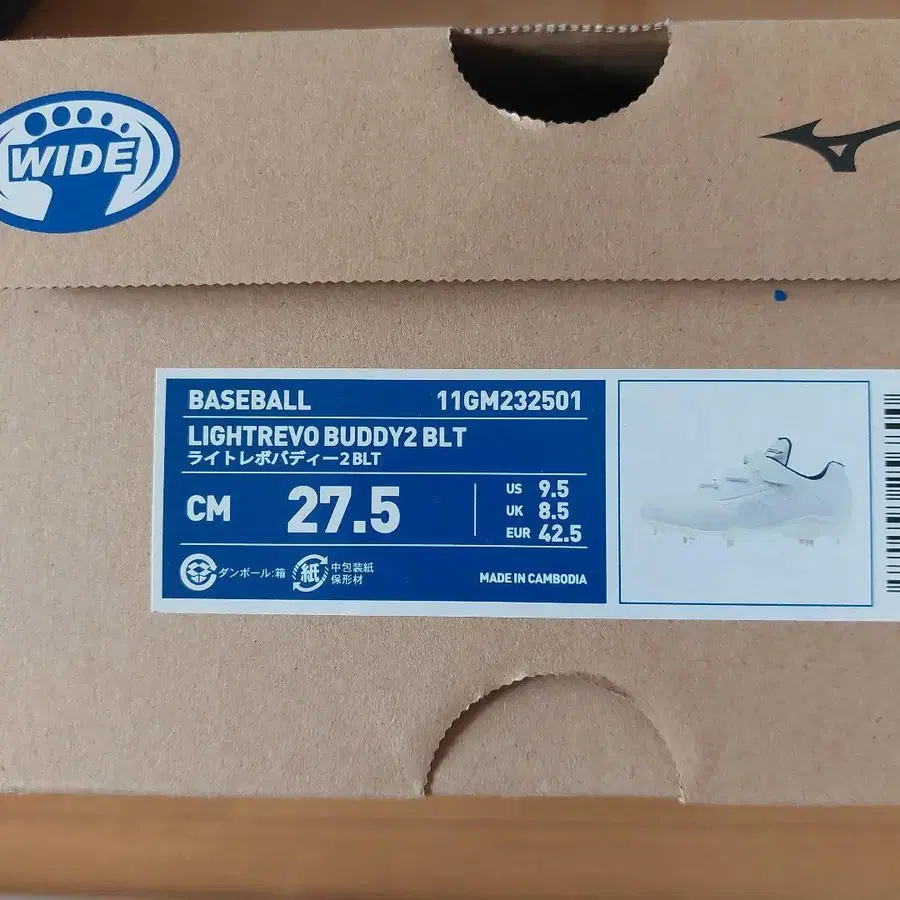 WIDE
BASEBALL 11GM232501
LIGHTREVO BUDDY2 BLT
ライトレボバディー2 BLT
CM 27.5
US 9.5
UK 8.5
EUR 42.5
ダンボール:箱
紙
中包装紙
保形材
MADE IN CAMBODIA